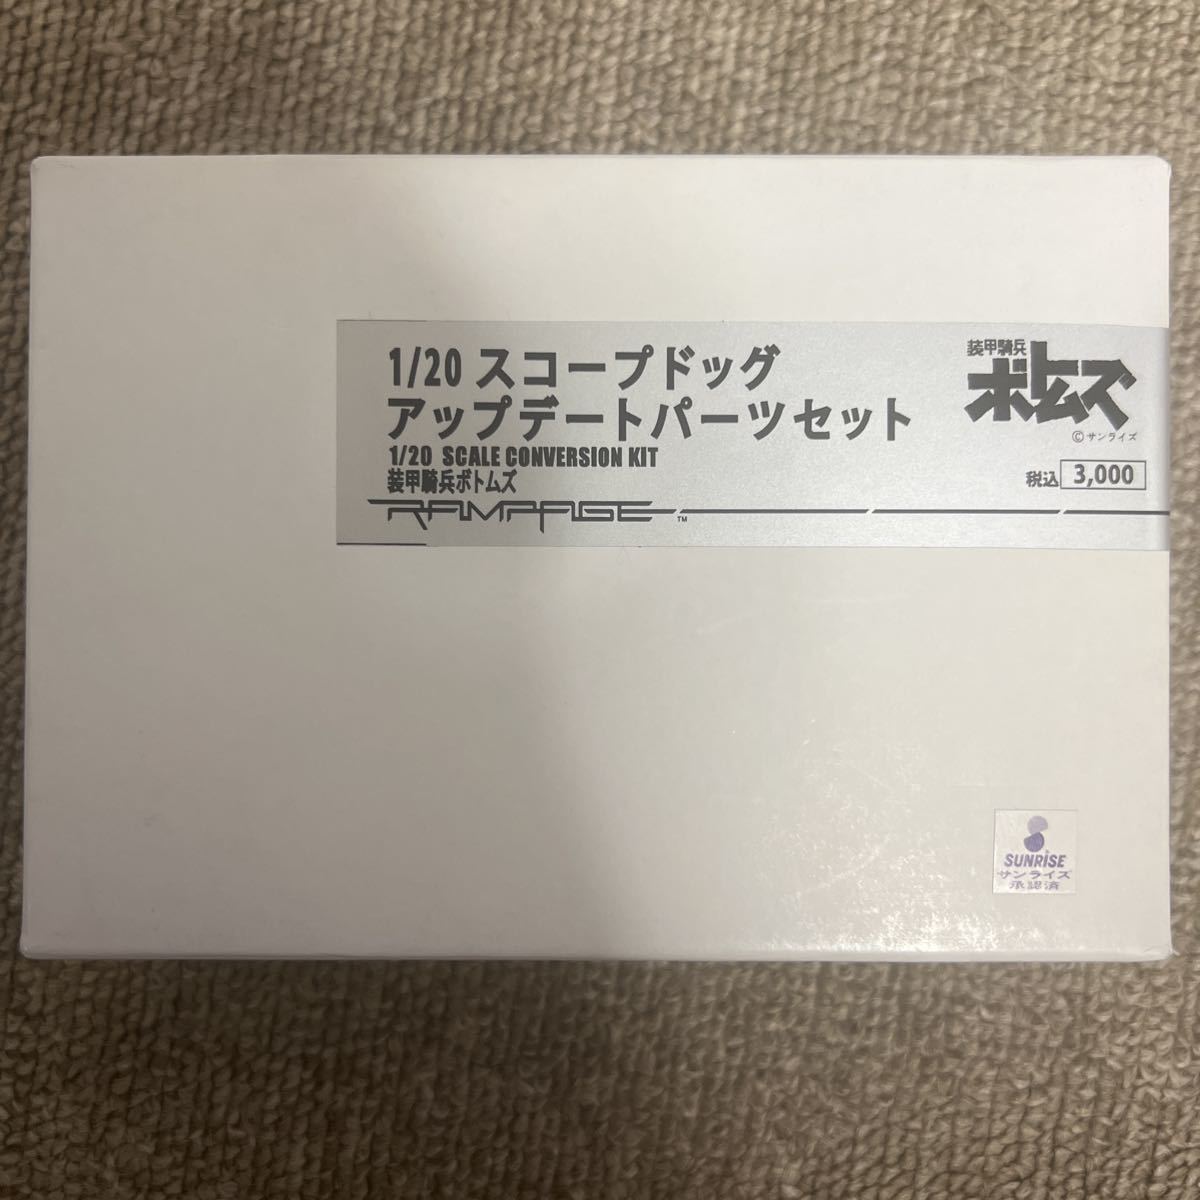 1/20 スコープドッグ
アップデートパーツセット
1/20 SCALE CONVERSION KIT
装甲騎兵ボトムズ
RAMPAGE ™
装甲騎兵
ボトムズ
©サンライズ
税込 3,000
SUNRiSE
サンライズ
承認済